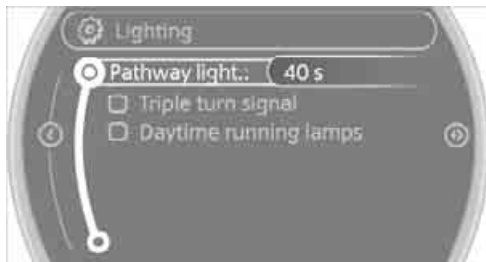 Lighting
Pathway light.: 40 s
Triple turn signal
Daytime running lamps